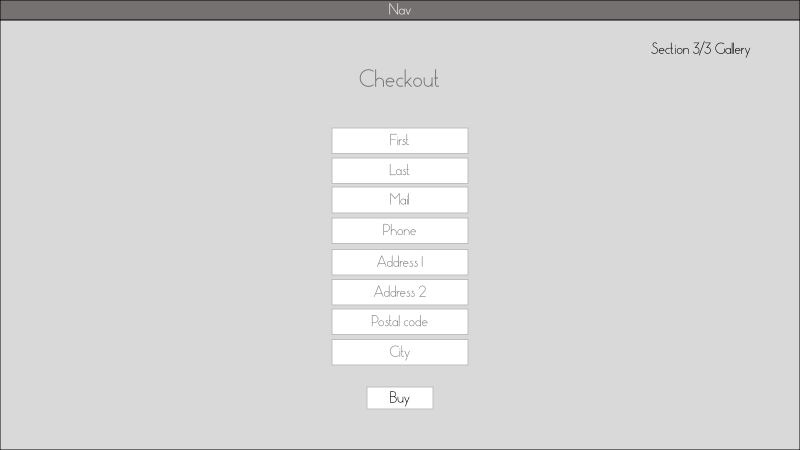 Nav
Section 3/3 Gallery
Checkout
First
Last
Mail
Phone
Address 1
Address 2
Postal code
City
Buy